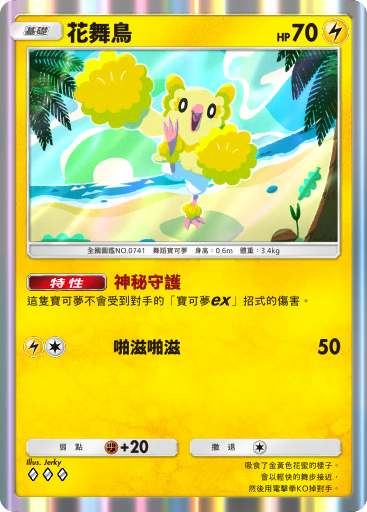 基礎 花舞鳥 HP 70
全國圖鑑NO.0741 舞蹈寶可夢 身高：0.6m 體重：3.4kg
特性 神秘守護
這隻寶可夢不會受到對手的「寶可夢ex」招式的傷害。
啪滋啪滋 50
弱點 +20 撤退
Illus. Jerky
吸食了金黃色花蜜的樣子。
會以輕快的舞步接近，
然後用電擊拳KO掉對手。